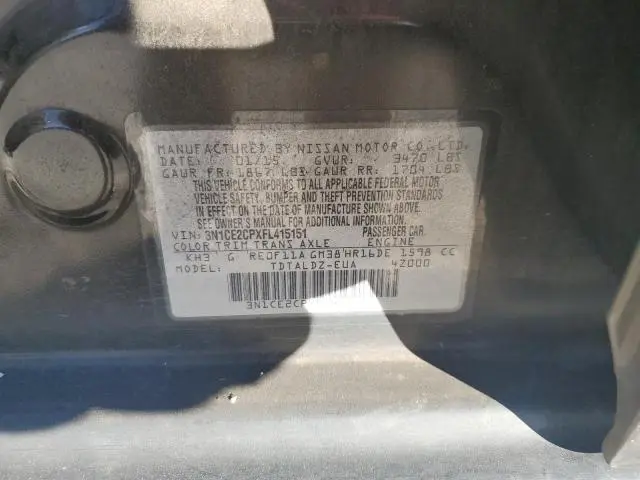 MANUFACTURED BY NISSAN MOTOR CO.,LTD.
DATE: 01/15 GVWR: 3470 LBS
GAWR FR: 1867 LBS GAWR RR: 1704 LBS
THIS VEHICLE CONFORMS TO ALL APPLICABLE FEDERAL MOTOR
VEHICLE SAFETY, BUMPER AND THEFT PREVENTION STANDARDS
IN EFFECT ON THE DATE OF MANUFACTURE SHOWN ABOVE.
SEE OWNER'S MANUAL FOR ADDITIONAL INFORMATION.
VIN: 3N1CE2CPXFL415151 PASSENGER CAR
COLOR TRIM TRANS AXLE ENGINE
KH3 G RE0F11A GM38 HR16DE 1598 CC
TDTALDZ-EUA 4Z000
3N1CE2CP